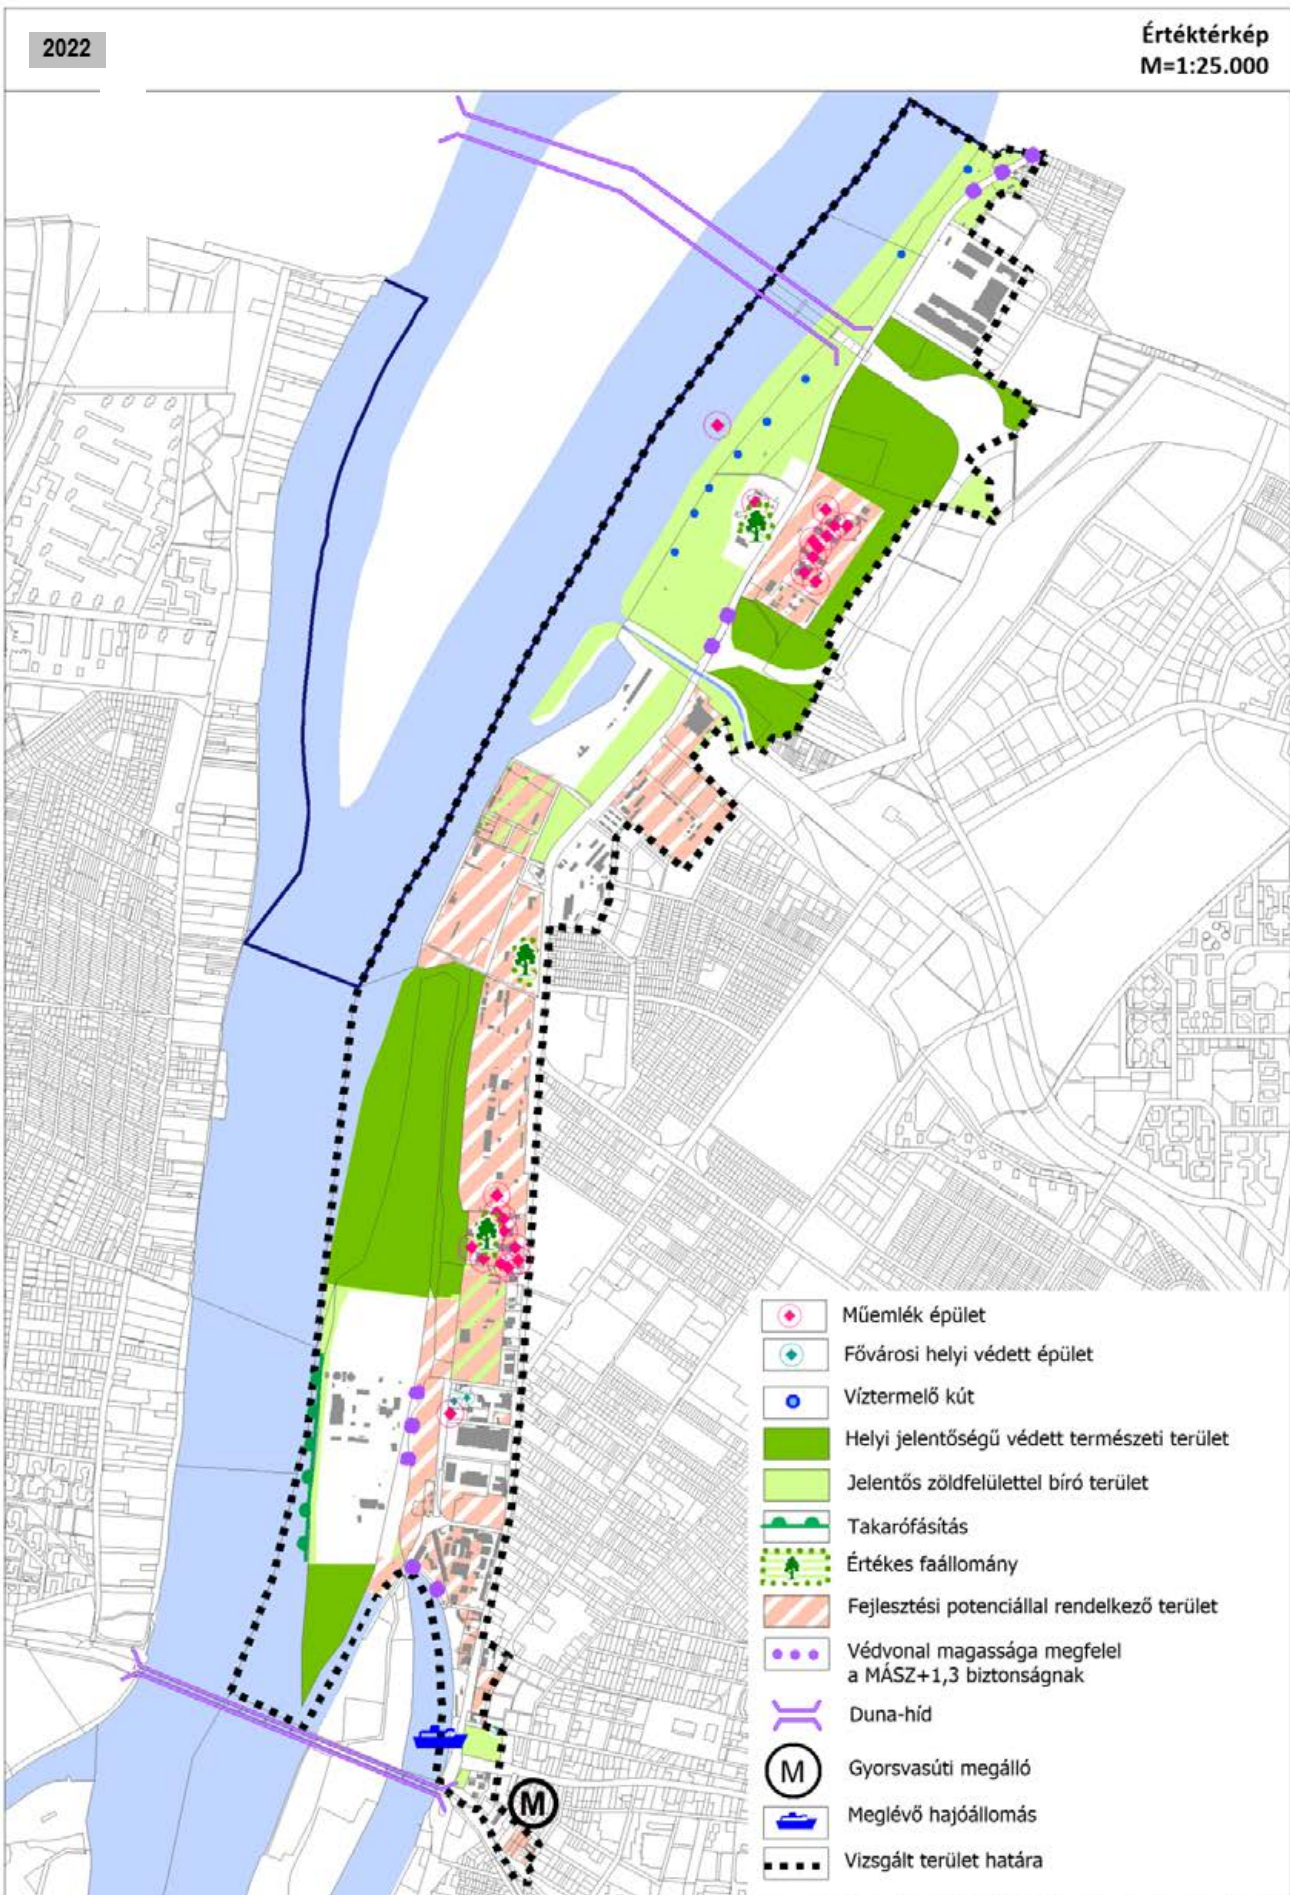 2022
Értéktérkép
M=1:25.000
M
Műemlék épület
Fővárosi helyi védett épület
Víztermelő kút
Helyi jelentőségű védett természeti terület
Jelentős zöldfelülettel bíró terület
Takarófásítás
Értékes faállomány
Fejlesztési potenciállal rendelkező terület
Védvonal magassága megfelel
a MÁSZ+1,3 biztonságnak
Duna-híd
M Gyorsvasúti megálló
Meglévő hajóállomás
Vizsgált terület határa